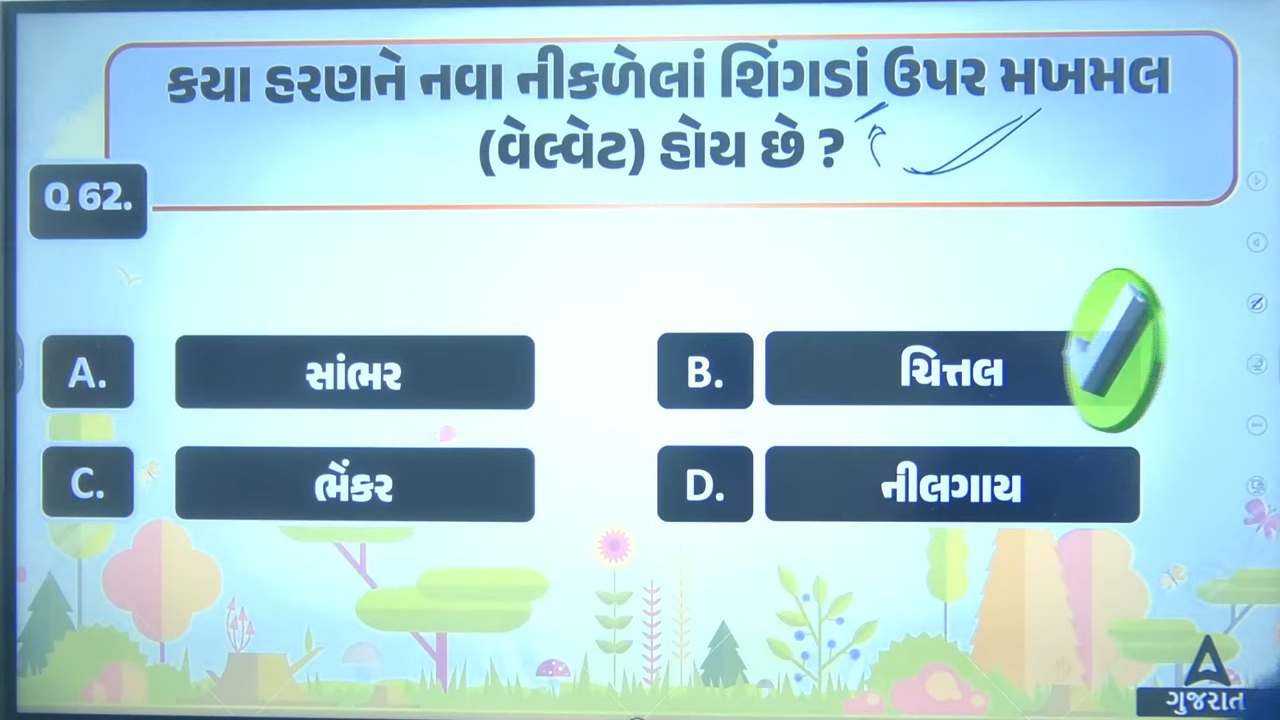 કયા હરણને નવા નીકળેલાં શિંગડાં ઉપર મખમલ
(વેલ્વેટ) હોય છે ?
Q 62.
A.
સાંભર
B.
ચિત્તલ
C.
ભેંકર
D.
નીલગાય
ગુજરાત